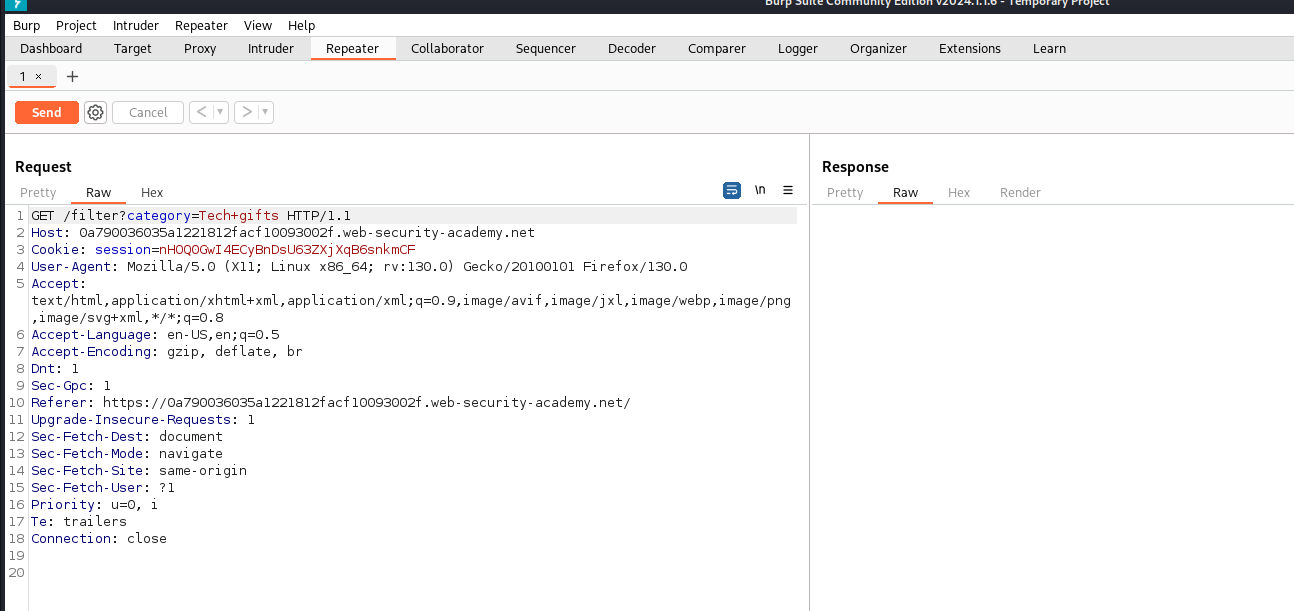 Burp Suite Community Edition v2024.1.1.6 - Temporary Project
Burp Project Intruder Repeater View Help
Dashboard Target Proxy Intruder Repeater Collaborator Sequencer Decoder Comparer Logger Organizer Extensions Learn
1 × +
Send Cancel < >
Request
Pretty Raw Hex \n
1 GET /filter?category=Tech+gifts HTTP/1.1
2 Host: 0a790036035a1221812facf10093002f.web-security-academy.net
3 Cookie: session=nHOQ0GwI4ECyBnDsU63ZXjXqB6snkmCF
4 User-Agent: Mozilla/5.0 (X11; Linux x86_64; rv:130.0) Gecko/20100101 Firefox/130.0
5 Accept:
text/html,application/xhtml+xml,application/xml;q=0.9,image/avif,image/jxl,image/webp,image/png
,image/svg+xml,*/*;q=0.8
6 Accept-Language: en-US,en;q=0.5
7 Accept-Encoding: gzip, deflate, br
8 Dnt: 1
9 Sec-Gpc: 1
10 Referer: https://0a790036035a1221812facf10093002f.web-security-academy.net/
11 Upgrade-Insecure-Requests: 1
12 Sec-Fetch-Dest: document
13 Sec-Fetch-Mode: navigate
14 Sec-Fetch-Site: same-origin
15 Sec-Fetch-User: ?1
16 Priority: u=0, i
17 Te: trailers
18 Connection: close
19
20
Response
Pretty Raw Hex Render